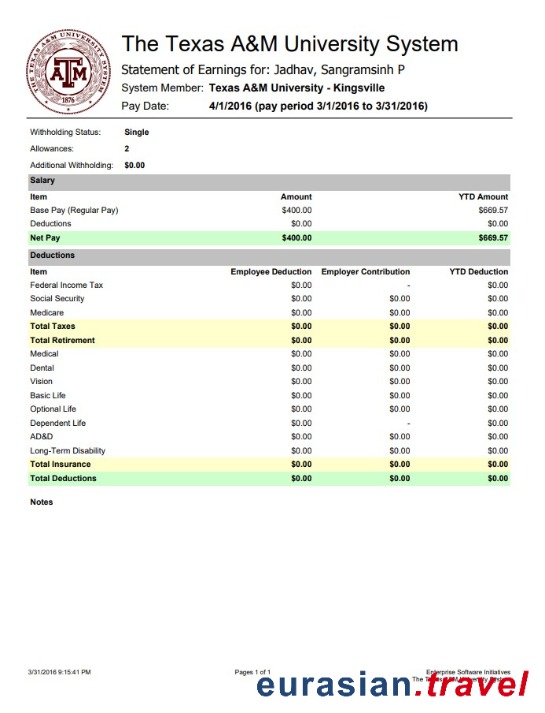 THE TEXAS A&M UNIVERSITY SYSTEM
ATM
1876
The Texas A&M University System
Statement of Earnings for: Jadhav, Sangramsinh P
System Member: Texas A&M University - Kingsville
Pay Date: 4/1/2016 (pay period 3/1/2016 to 3/31/2016)
Withholding Status: Single
Allowances: 2
Additional Withholding: $0.00
Salary
Item Amount YTD Amount
Base Pay (Regular Pay) $400.00 $669.57
Deductions $0.00 $0.00
Net Pay $400.00 $669.57
Deductions
Item Employee Deduction Employer Contribution YTD Deduction
Federal Income Tax $0.00 - $0.00
Social Security $0.00 $0.00 $0.00
Medicare $0.00 $0.00 $0.00
Total Taxes $0.00 $0.00 $0.00
Total Retirement $0.00 $0.00 $0.00
Medical $0.00 $0.00 $0.00
Dental $0.00 $0.00 $0.00
Vision $0.00 $0.00 $0.00
Basic Life $0.00 $0.00 $0.00
Optional Life $0.00 $0.00 $0.00
Dependent Life $0.00 - $0.00
AD&D $0.00 $0.00 $0.00
Long-Term Disability $0.00 $0.00 $0.00
Total Insurance $0.00 $0.00 $0.00
Total Deductions $0.00 $0.00 $0.00
Notes
3/31/2016 9:15:41 PM Pages 1 of 1 Enterprise Software Initiatives
The Texas A&M University System
eurasian.travel